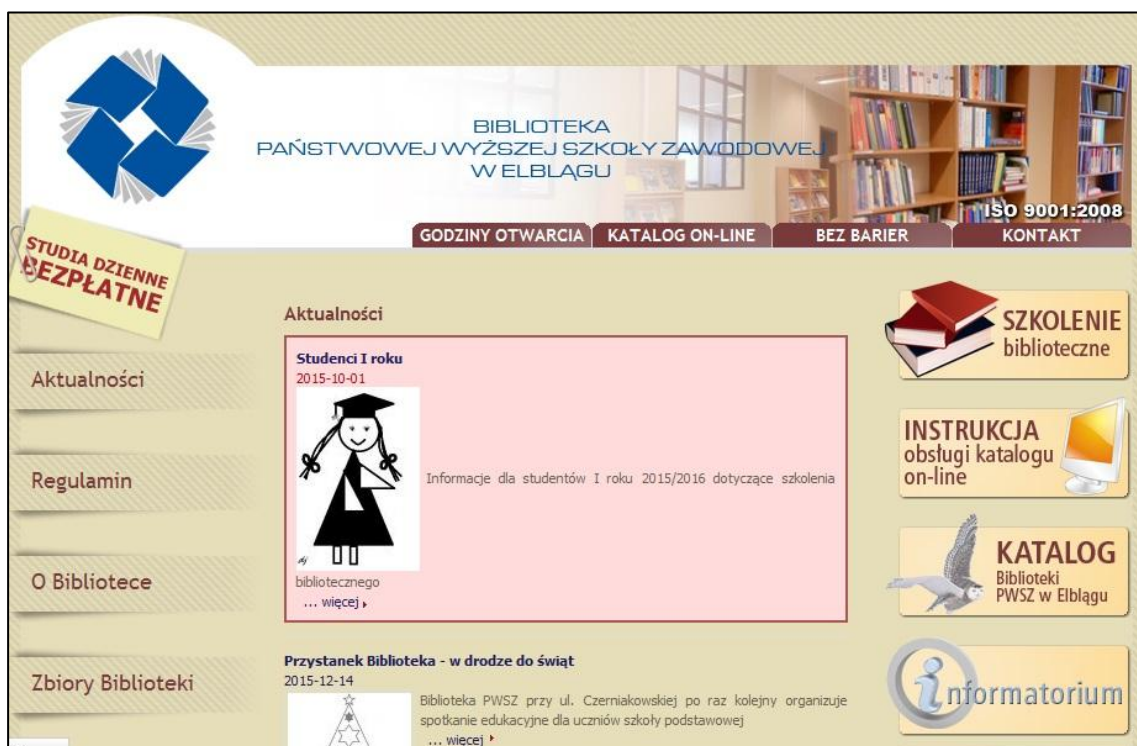 BIBLIOTEKA
PAŃSTWOWEJ WYŻSZEJ SZKOŁY ZAWODOWEJ
W ELBLĄGU
ISO 9001:2008
GODZINY OTWARCIA
KATALOG ON-LINE
BEZ BARIER
KONTAKT
STUDIA DZIENNE
BEZPŁATNE
Aktualności
Regulamin
O Bibliotece
Zbiory Biblioteki
Aktualności
Studenci I roku
2015-10-01
Informacje dla studentów I roku 2015/2016 dotyczące szkolenia
bibliotecznego
... więcej
Przystanek Biblioteka - w drodze do świąt
2015-12-14
Biblioteka PWSZ przy ul. Czerniakowskiej po raz kolejny organizuje
spotkanie edukacyjne dla uczniów szkoły podstawowej
... więcej
SZKOLENIE
biblioteczne
INSTRUKCJA
obsługi katalogu
on-line
KATALOG
Biblioteki
PWSZ w Elblągu
informatorium